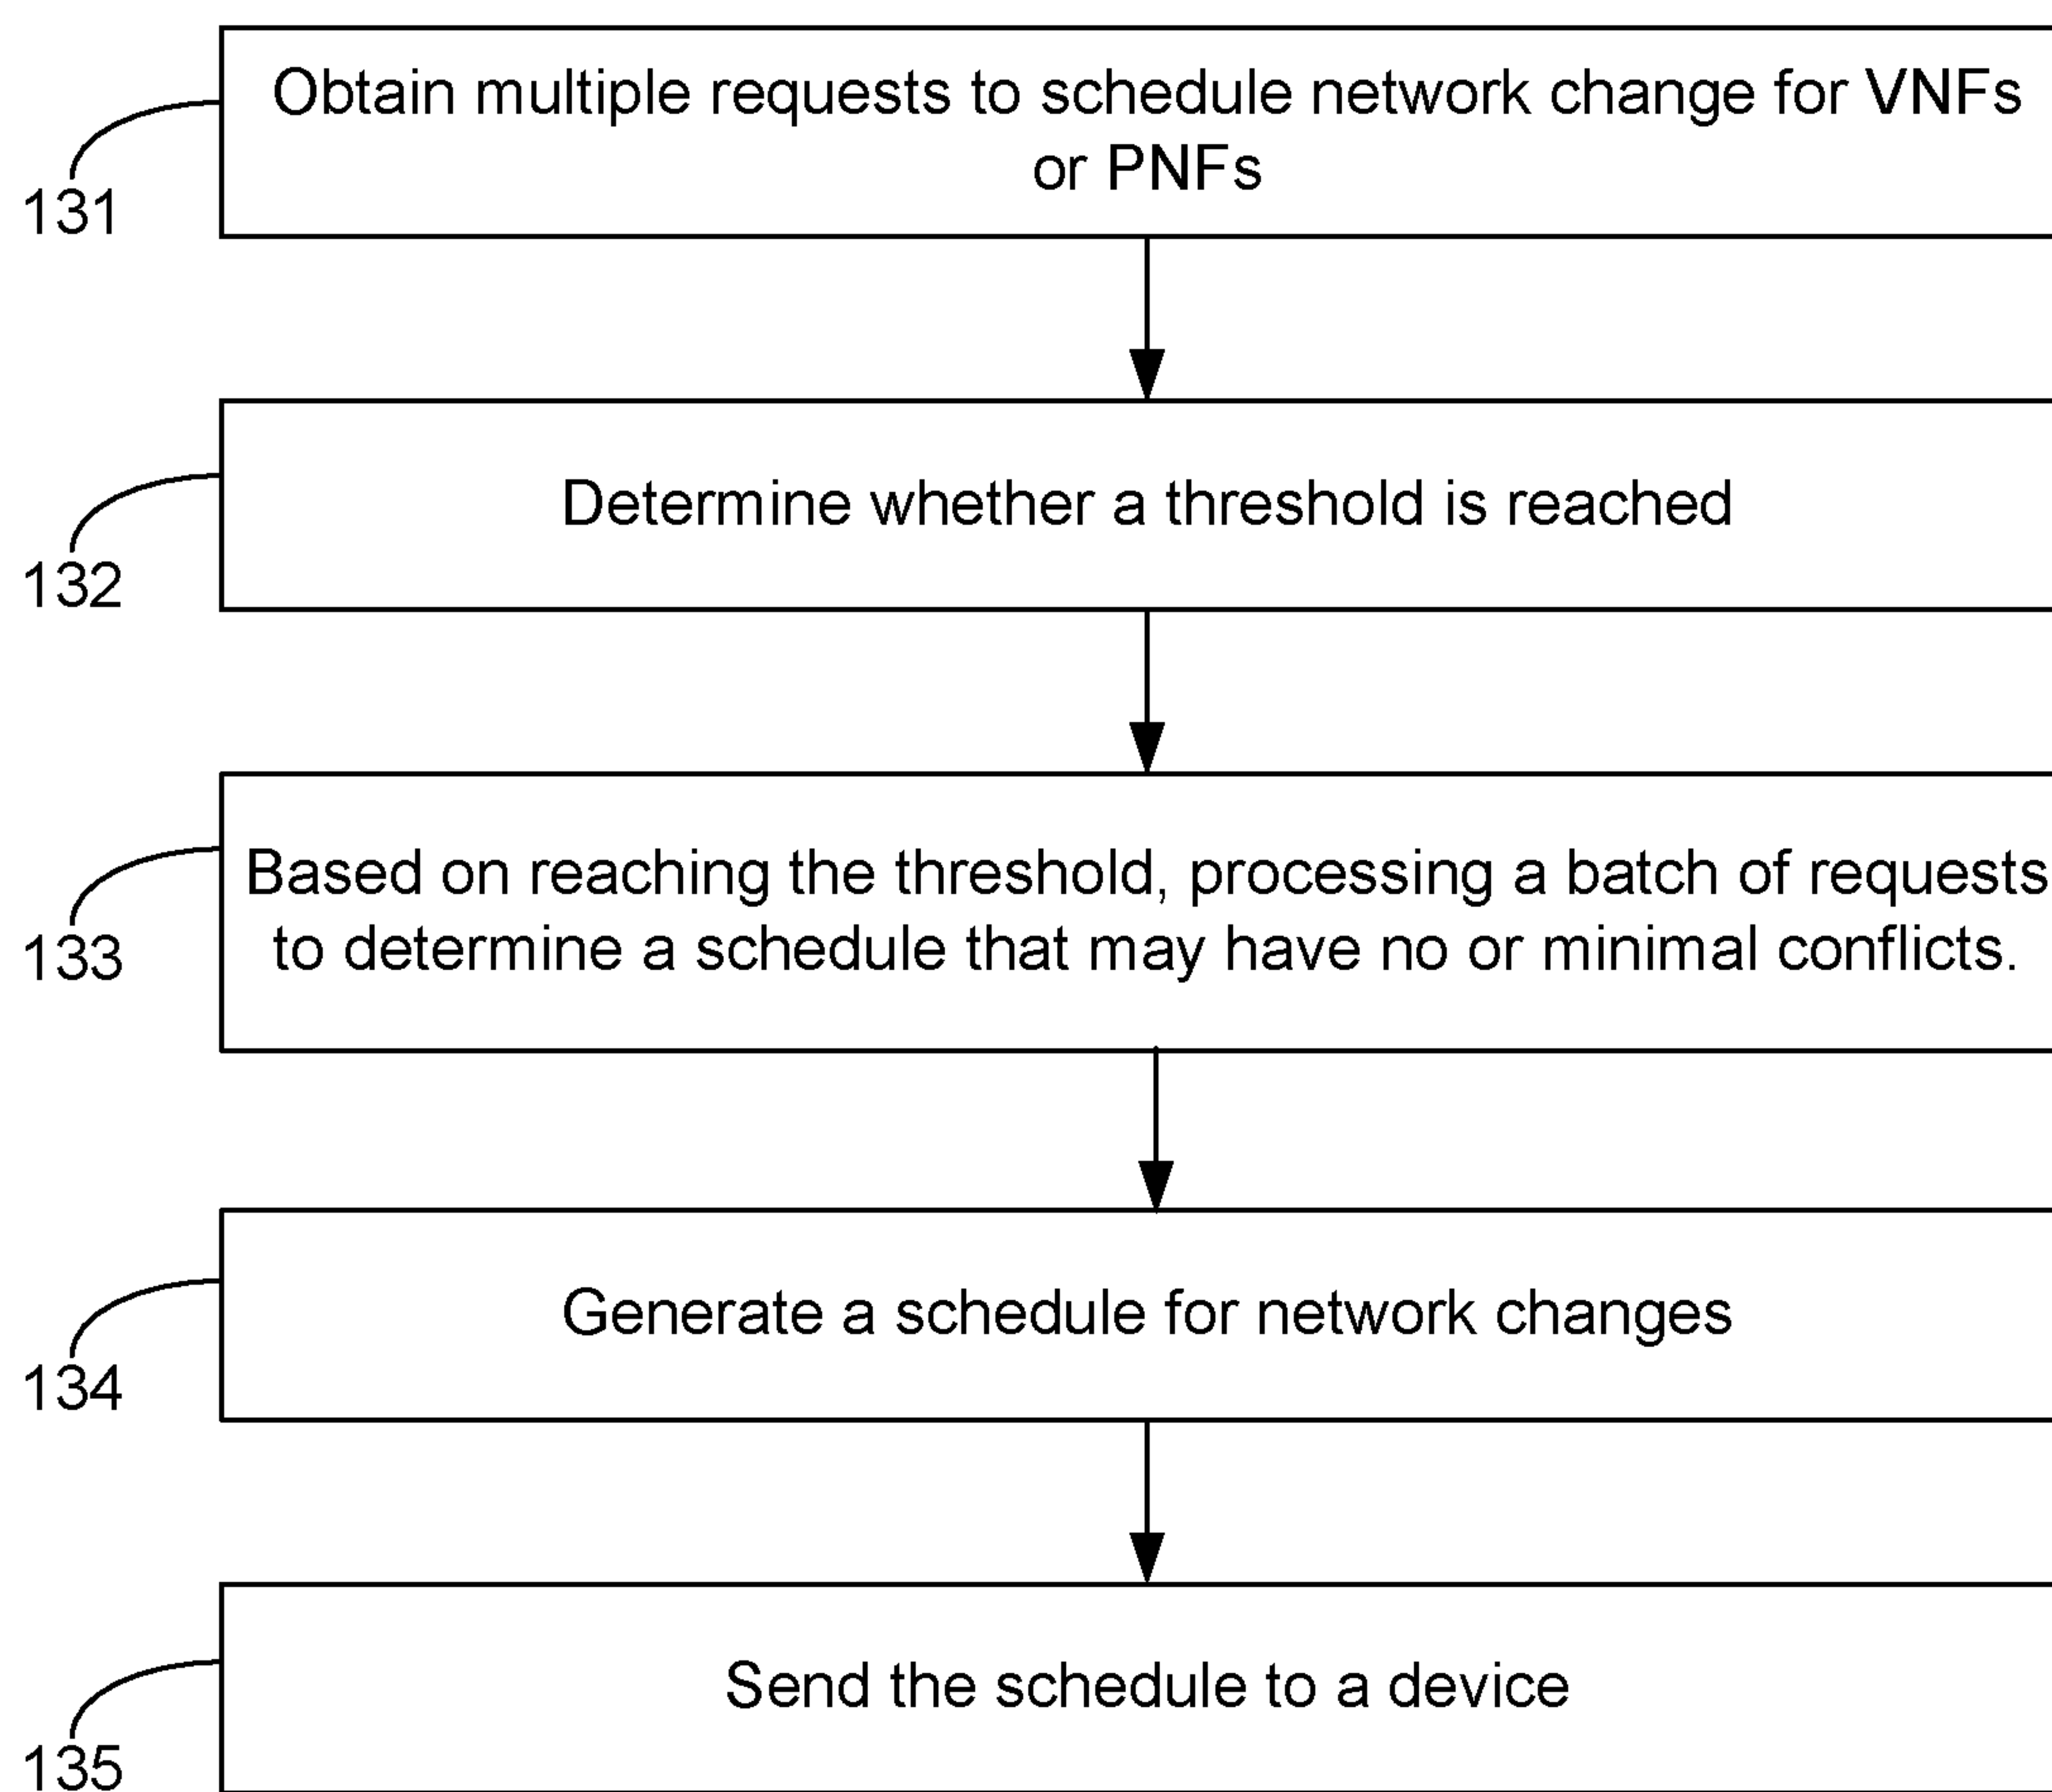 Obtain multiple requests to schedule network change for VNFs
or PNFs
131
Determine whether a threshold is reached
132
Based on reaching the threshold, processing a batch of requests
to determine a schedule that may have no or minimal conflicts.
133
Generate a schedule for network changes
134
Send the schedule to a device
135